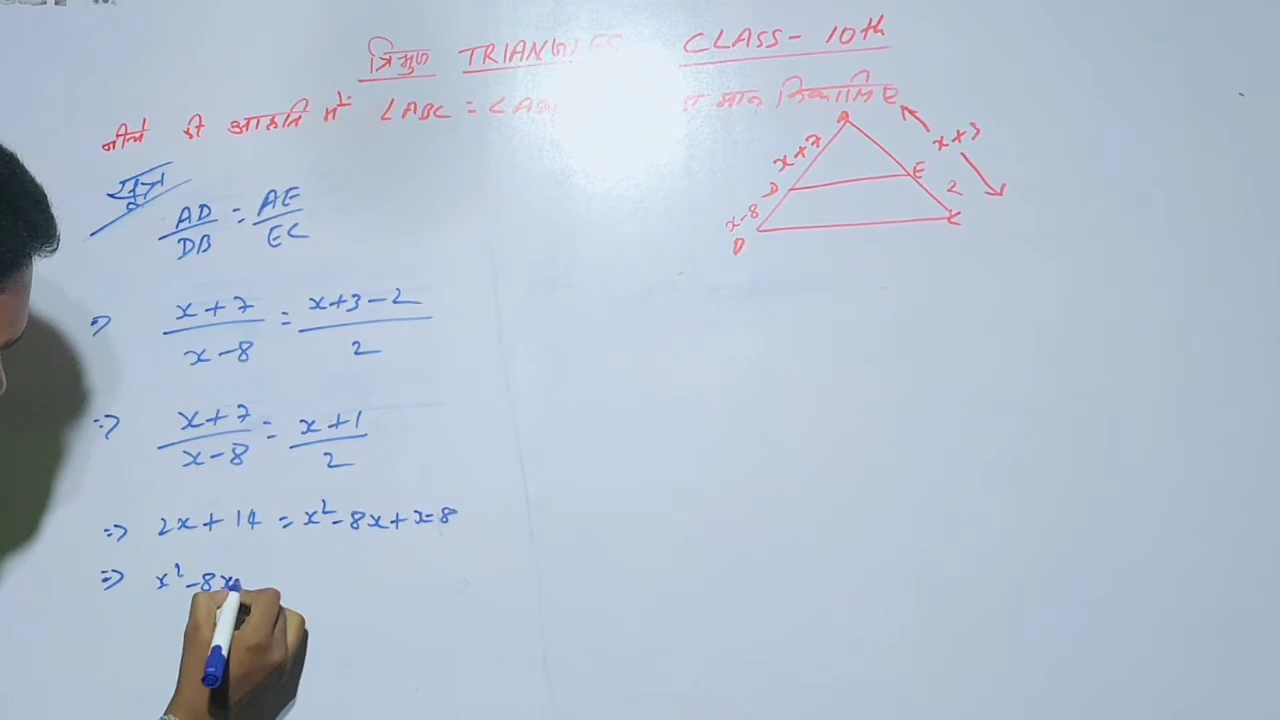 त्रिभुज TRIANGLES CLASS - 10th
नीचे दी आकृति में ∠ABC = ∠AD मान निकालिए
A
x+7
x+3
D
E
2
x-8
C
AD/DB = AE/EC
⇒ x+7/x-8 = x+3-2/2
⇒ x+7/x-8 = x+1/2
⇒ 2x+14 = x²-8x+x-8
⇒ x²-8x